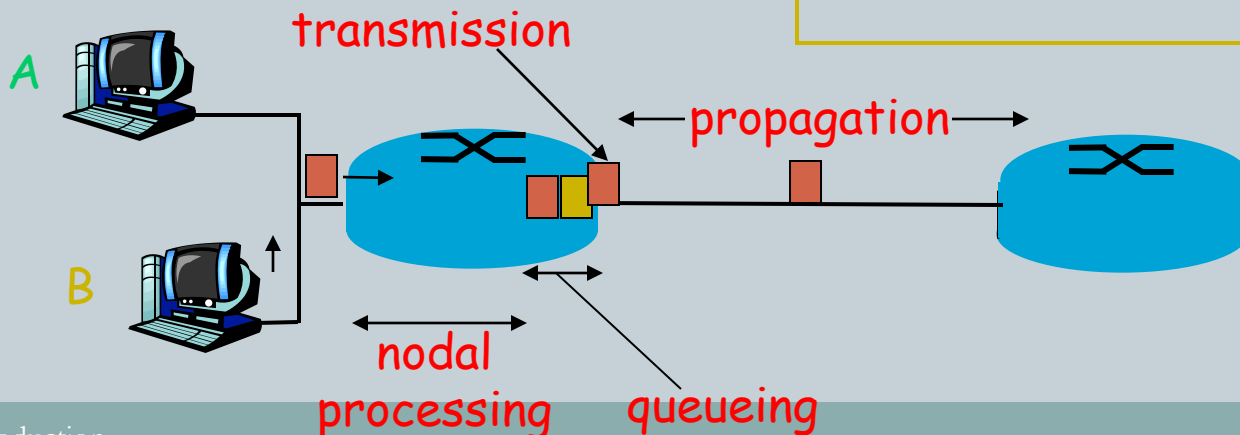 transmission
A
propagation
B
nodal
processing
queueing